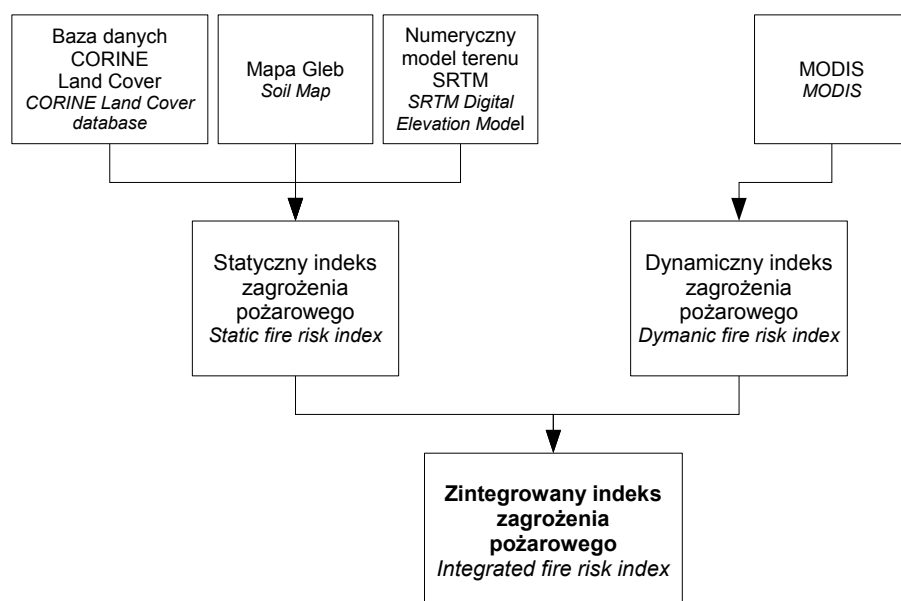 Baza danych
CORINE
Land Cover
CORINE Land Cover
database
Mapa Gleb
Soil Map
Numeryczny
model terenu
SRTM
SRTM Digital
Elevation Model
MODIS
MODIS
Statyczny indeks
zagrożenia
pożarowego
Static fire risk index
Dynamiczny indeks
zagrożenia
pożarowego
Dymanic fire risk index
Zintegrowany indeks
zagrożenia
pożarowego
Integrated fire risk index